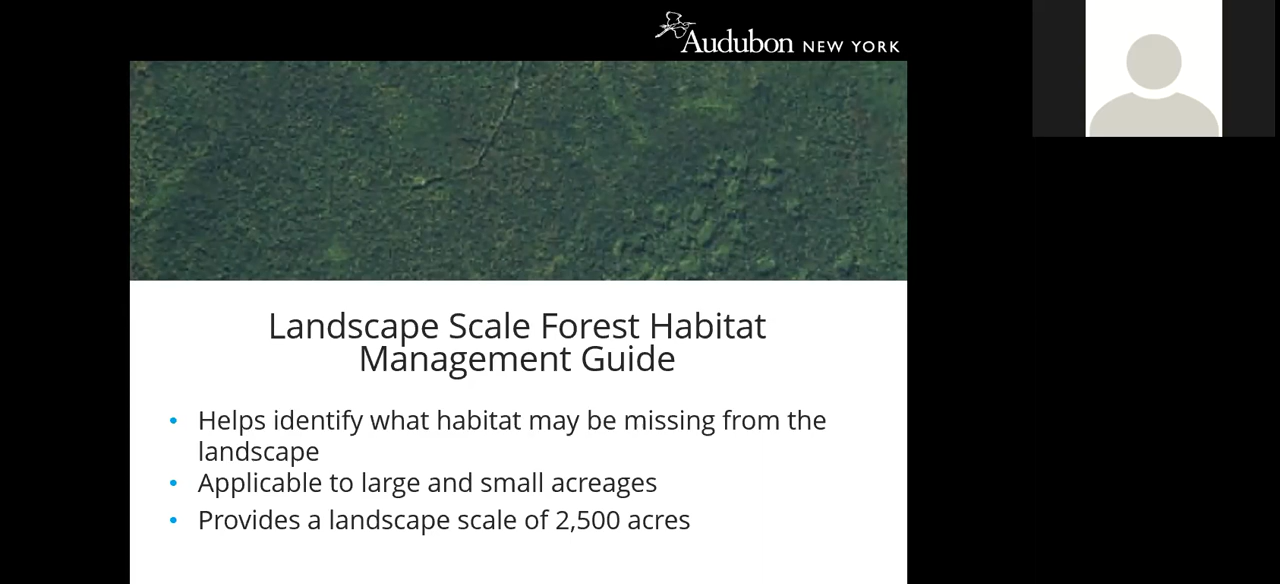 Audubon NEW YORK
Landscape Scale Forest Habitat
Management Guide
• Helps identify what habitat may be missing from the
landscape
• Applicable to large and small acreages
• Provides a landscape scale of 2,500 acres